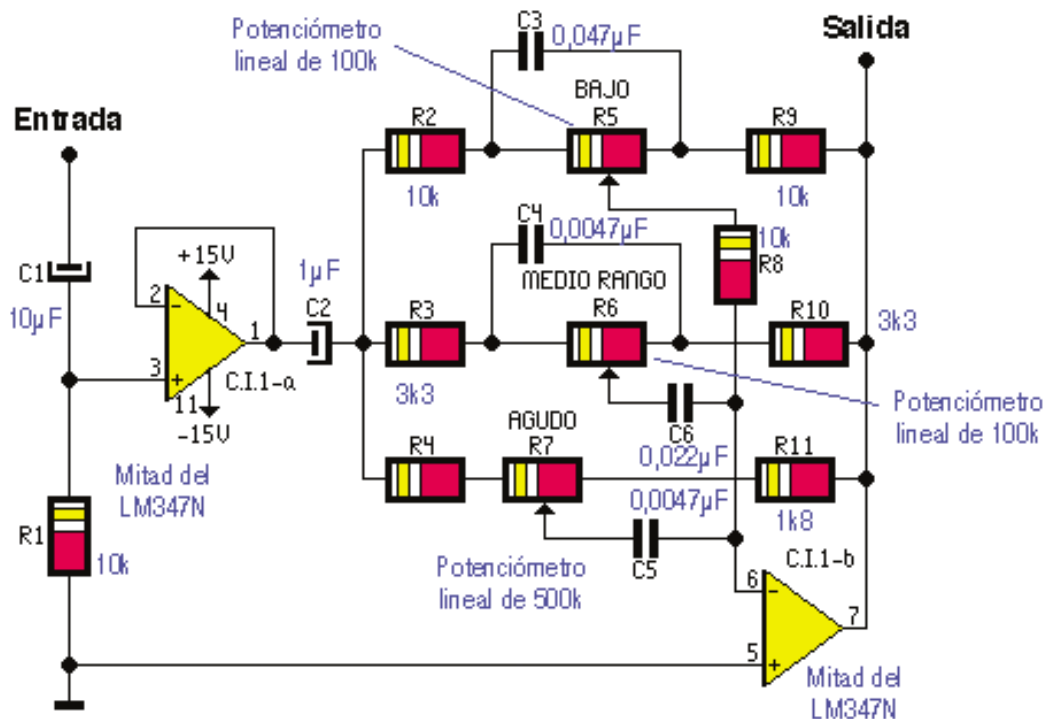 Potenciómetro
lineal de 100k
C3
0,047µF
Salida
Entrada
BAJO
R2
R5
R9
10k
10k
C4
0,0047µF
10k
R8
C1
10µF
+15V
1µF
C2
2
-
4
1
3
+
11
-15V
C.I.1-a
MEDIO RANGO
R3
R6
R10
3k3
3k3
Potenciómetro
lineal de 100k
C6
0,022µF
AGUDO
R4
R7
R11
1k8
0,0047µF
C5
Mitad del
LM347N
R1
10k
Potenciómetro
lineal de 500k
C.I.1-b
6
-
7
5
+
Mitad del
LM347N